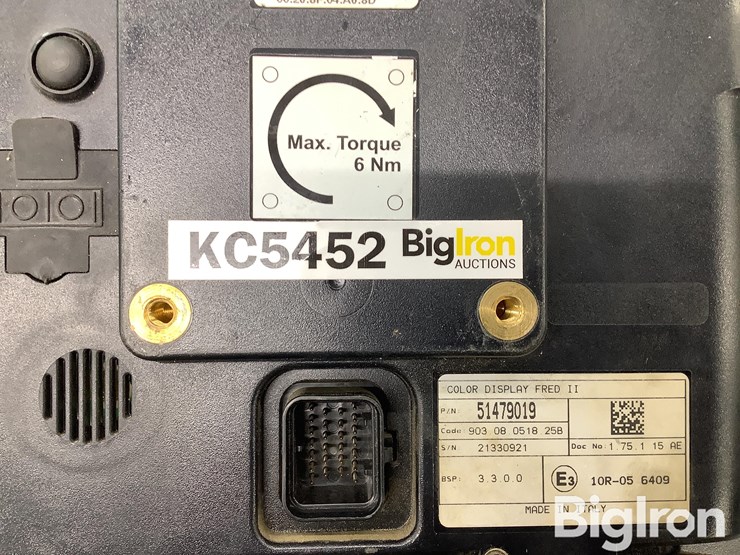 Max. Torque
6 Nm
KC5452 BigIron
AUCTIONS
COLOR DISPLAY FRED II
P/N: 51479019
Code: 903 08 0518 25B
S/N 21330921 Doc No: 1.75.1 15 AE
BSP: 3.3.0.0 E3 10R-05 6409
MADE IN ITALY
BigIron